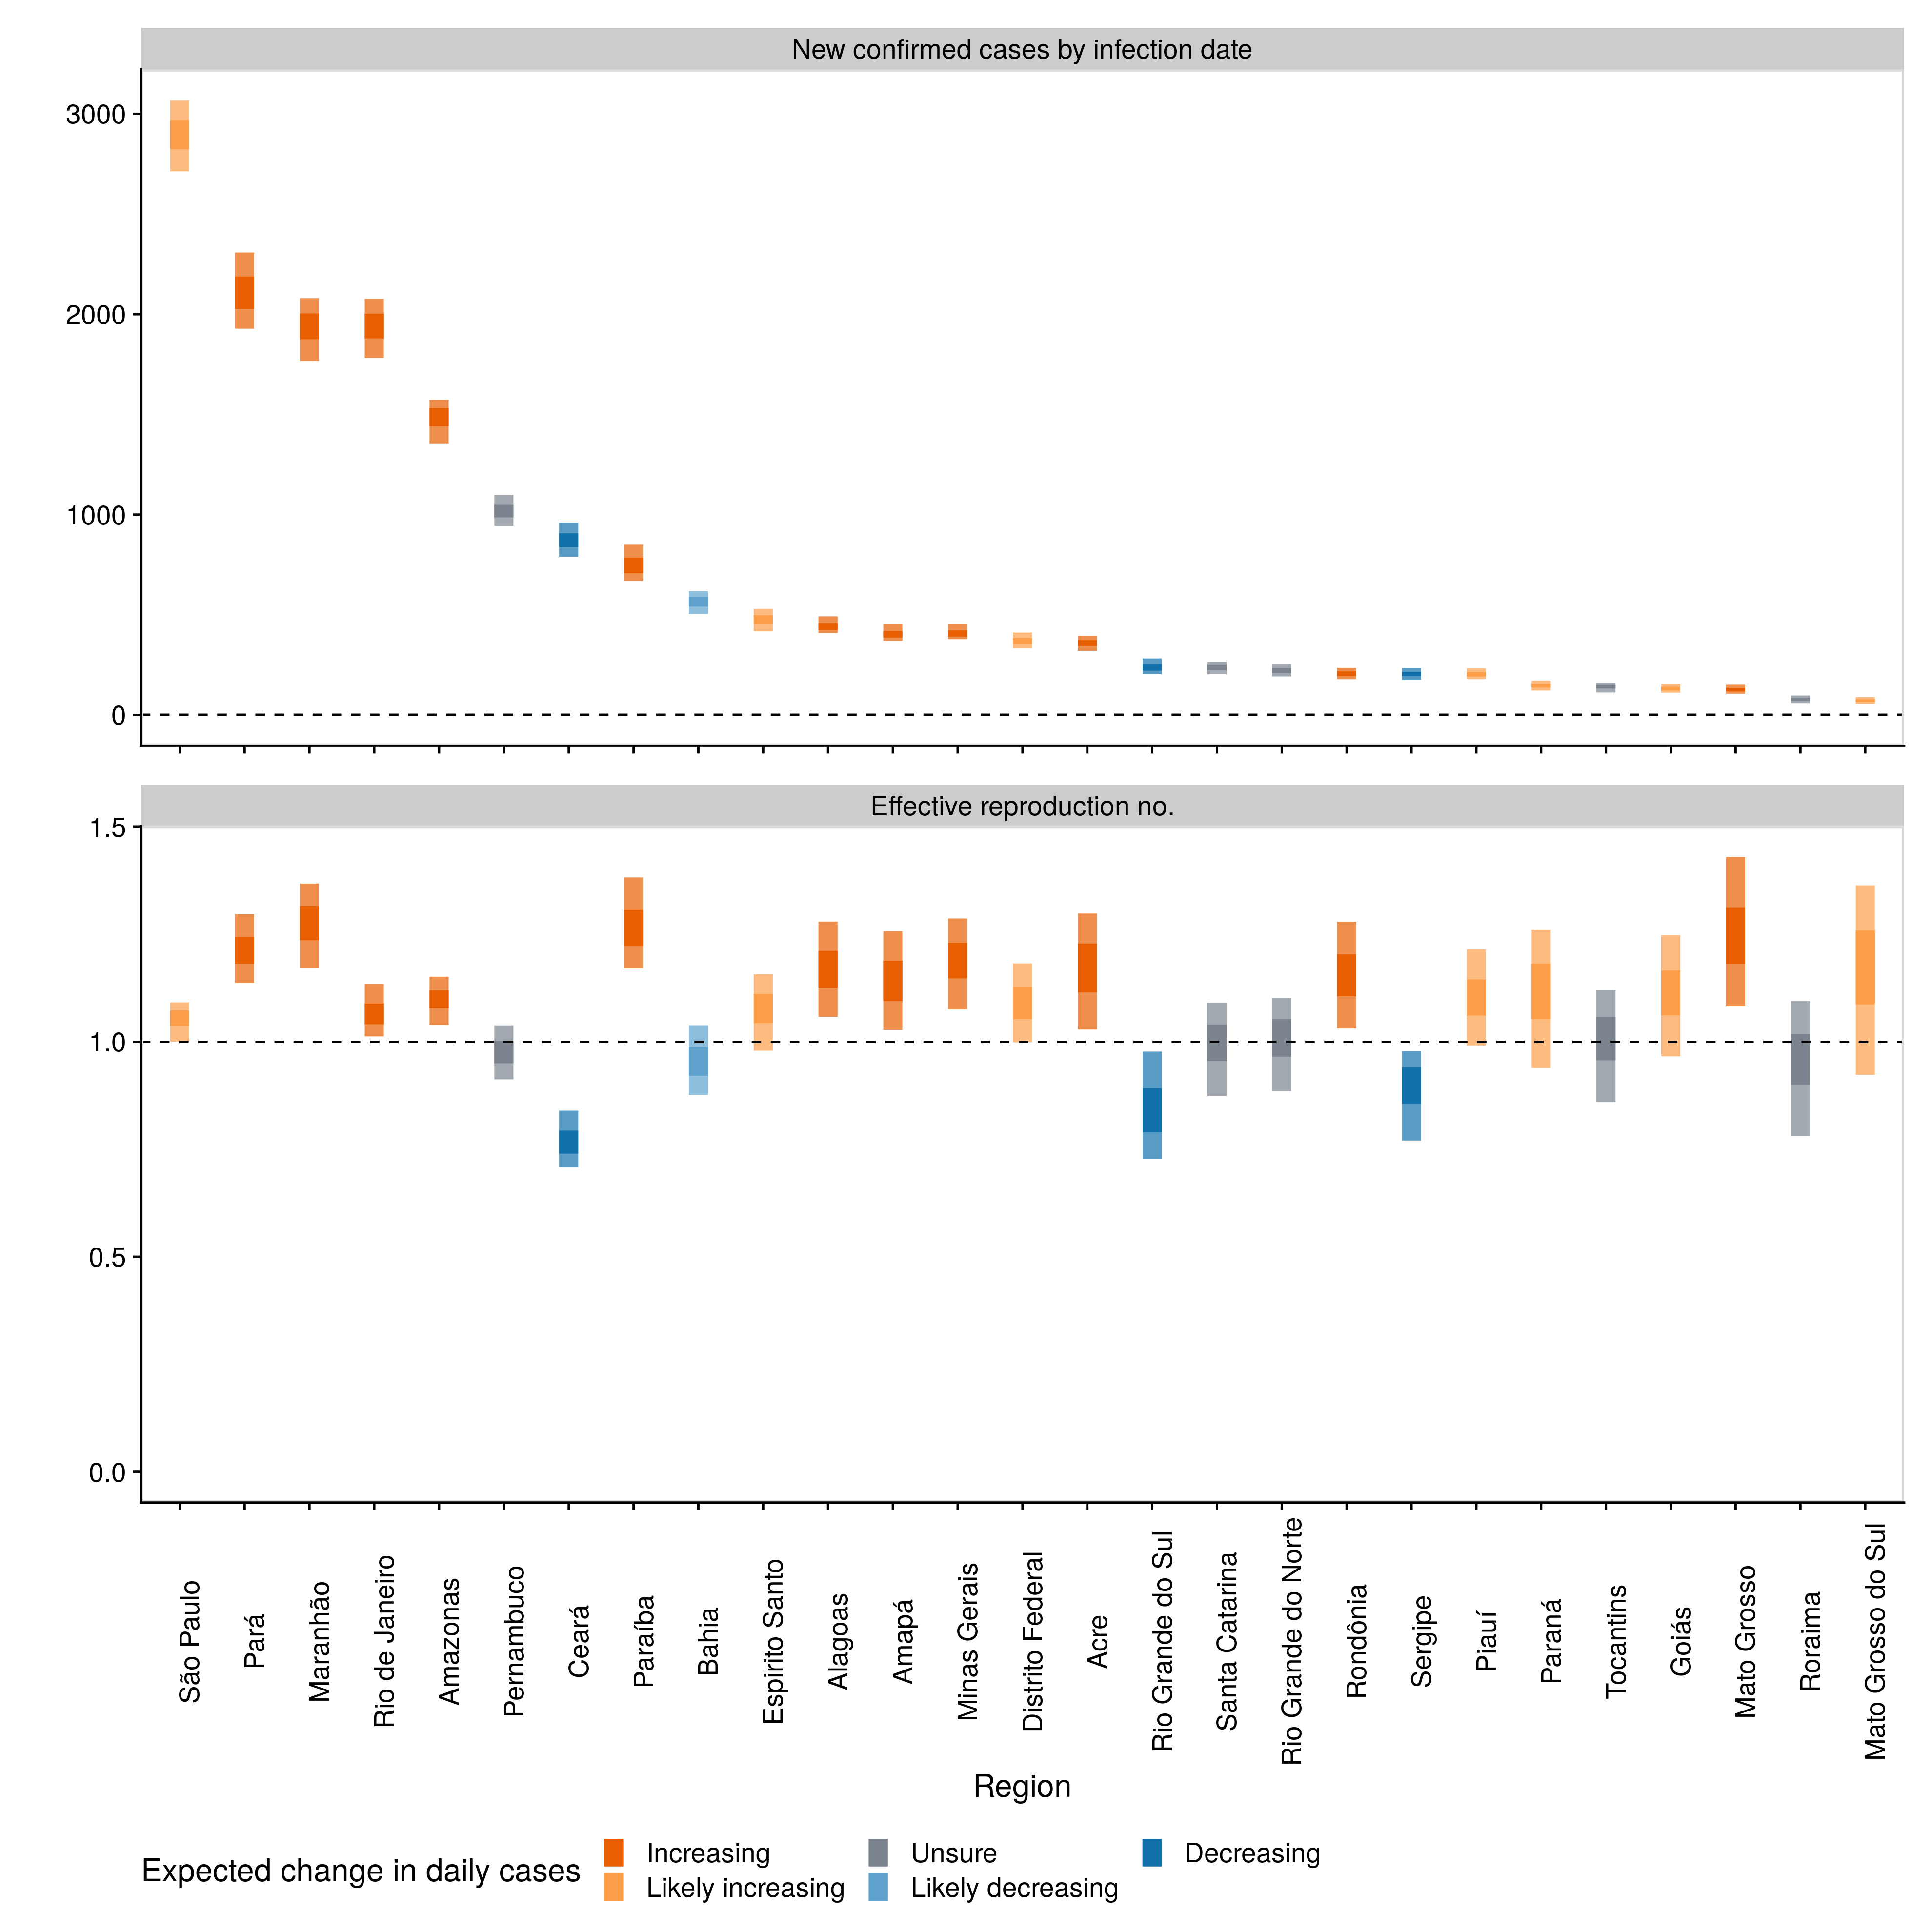 New confirmed cases by infection date
3000
2000
1000
0
Effective reproduction no.
1.5
1.0
0.5
0.0
São Paulo
Pará
Maranhão
Rio de Janeiro
Amazonas
Pernambuco
Ceará
Paraíba
Bahia
Espirito Santo
Alagoas
Amapá
Minas Gerais
Distrito Federal
Acre
Rio Grande do Sul
Santa Catarina
Rio Grande do Norte
Rondônia
Sergipe
Piauí
Paraná
Tocantins
Goiás
Mato Grosso
Roraima
Mato Grosso do Sul
Region
Expected change in daily cases
Increasing
Likely increasing
Unsure
Likely decreasing
Decreasing